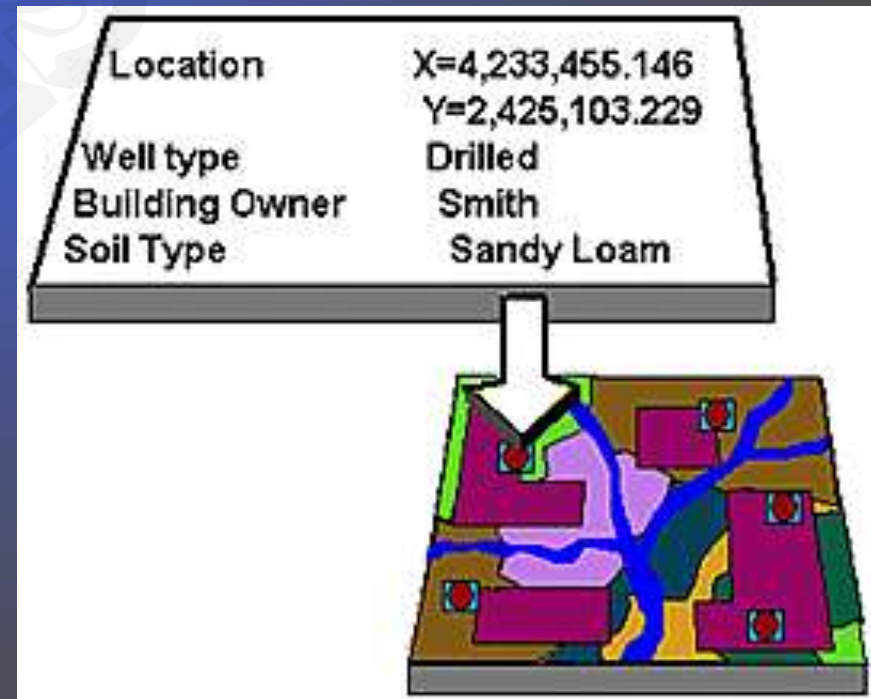 Location X=4,233,455.146
Y=2,425,103.229
Well type Drilled
Building Owner Smith
Soil Type Sandy Loam